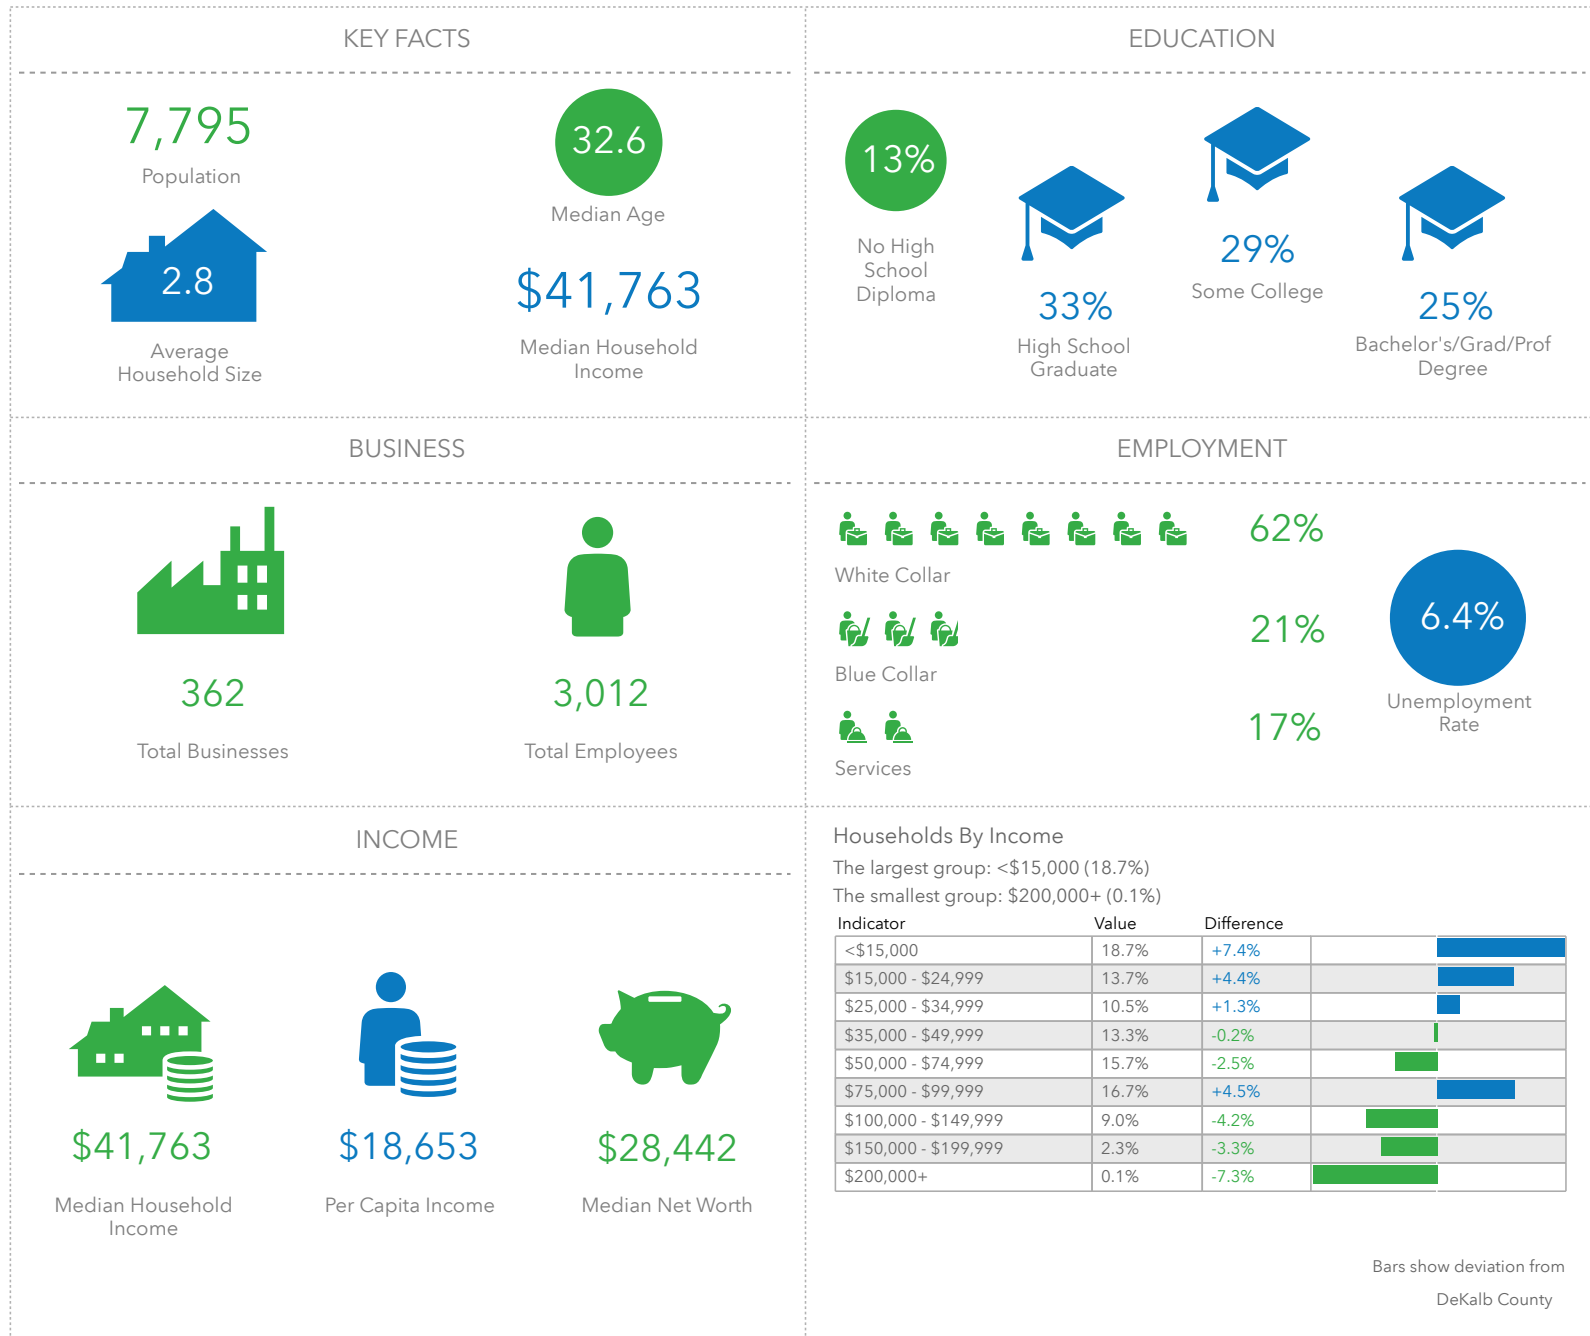 KEY FACTS
7,795
Population
32.6
Median Age
2.8
Average
Household Size
$41,763
Median Household
Income
EDUCATION
13%
No High
School
Diploma
33%
High School
Graduate
29%
Some College
25%
Bachelor's/Grad/Prof
Degree
BUSINESS
362
Total Businesses
3,012
Total Employees
EMPLOYMENT
62%
White Collar
21%
Blue Collar
17%
Services
6.4%
Unemployment
Rate
INCOME
$41,763
Median Household
Income
$18,653
Per Capita Income
$28,442
Median Net Worth
Households By Income
The largest group: <$15,000 (18.7%)
The smallest group: $200,000+ (0.1%)
Indicator Value Difference
<$15,000 18.7% +7.4%
$15,000 - $24,999 13.7% +4.4%
$25,000 - $34,999 10.5% +1.3%
$35,000 - $49,999 13.3% -0.2%
$50,000 - $74,999 15.7% -2.5%
$75,000 - $99,999 16.7% +4.5%
$100,000 - $149,999 9.0% -4.2%
$150,000 - $199,999 2.3% -3.3%
$200,000+ 0.1% -7.3%
Bars show deviation from
DeKalb County